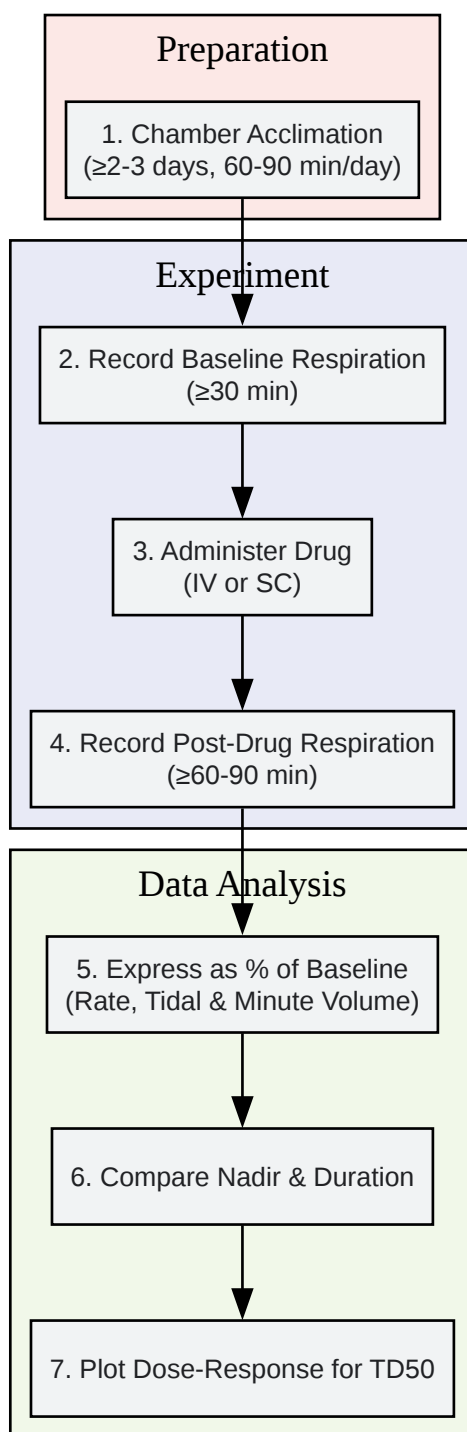 Preparation
1. Chamber Acclimation
(≥2-3 days, 60-90 min/day)
Experiment
2. Record Baseline Respiration
(≥30 min)
3. Administer Drug
(IV or SC)
4. Record Post-Drug Respiration
(≥60-90 min)
Data Analysis
5. Express as % of Baseline
(Rate, Tidal & Minute Volume)
6. Compare Nadir & Duration
7. Plot Dose-Response for TD50